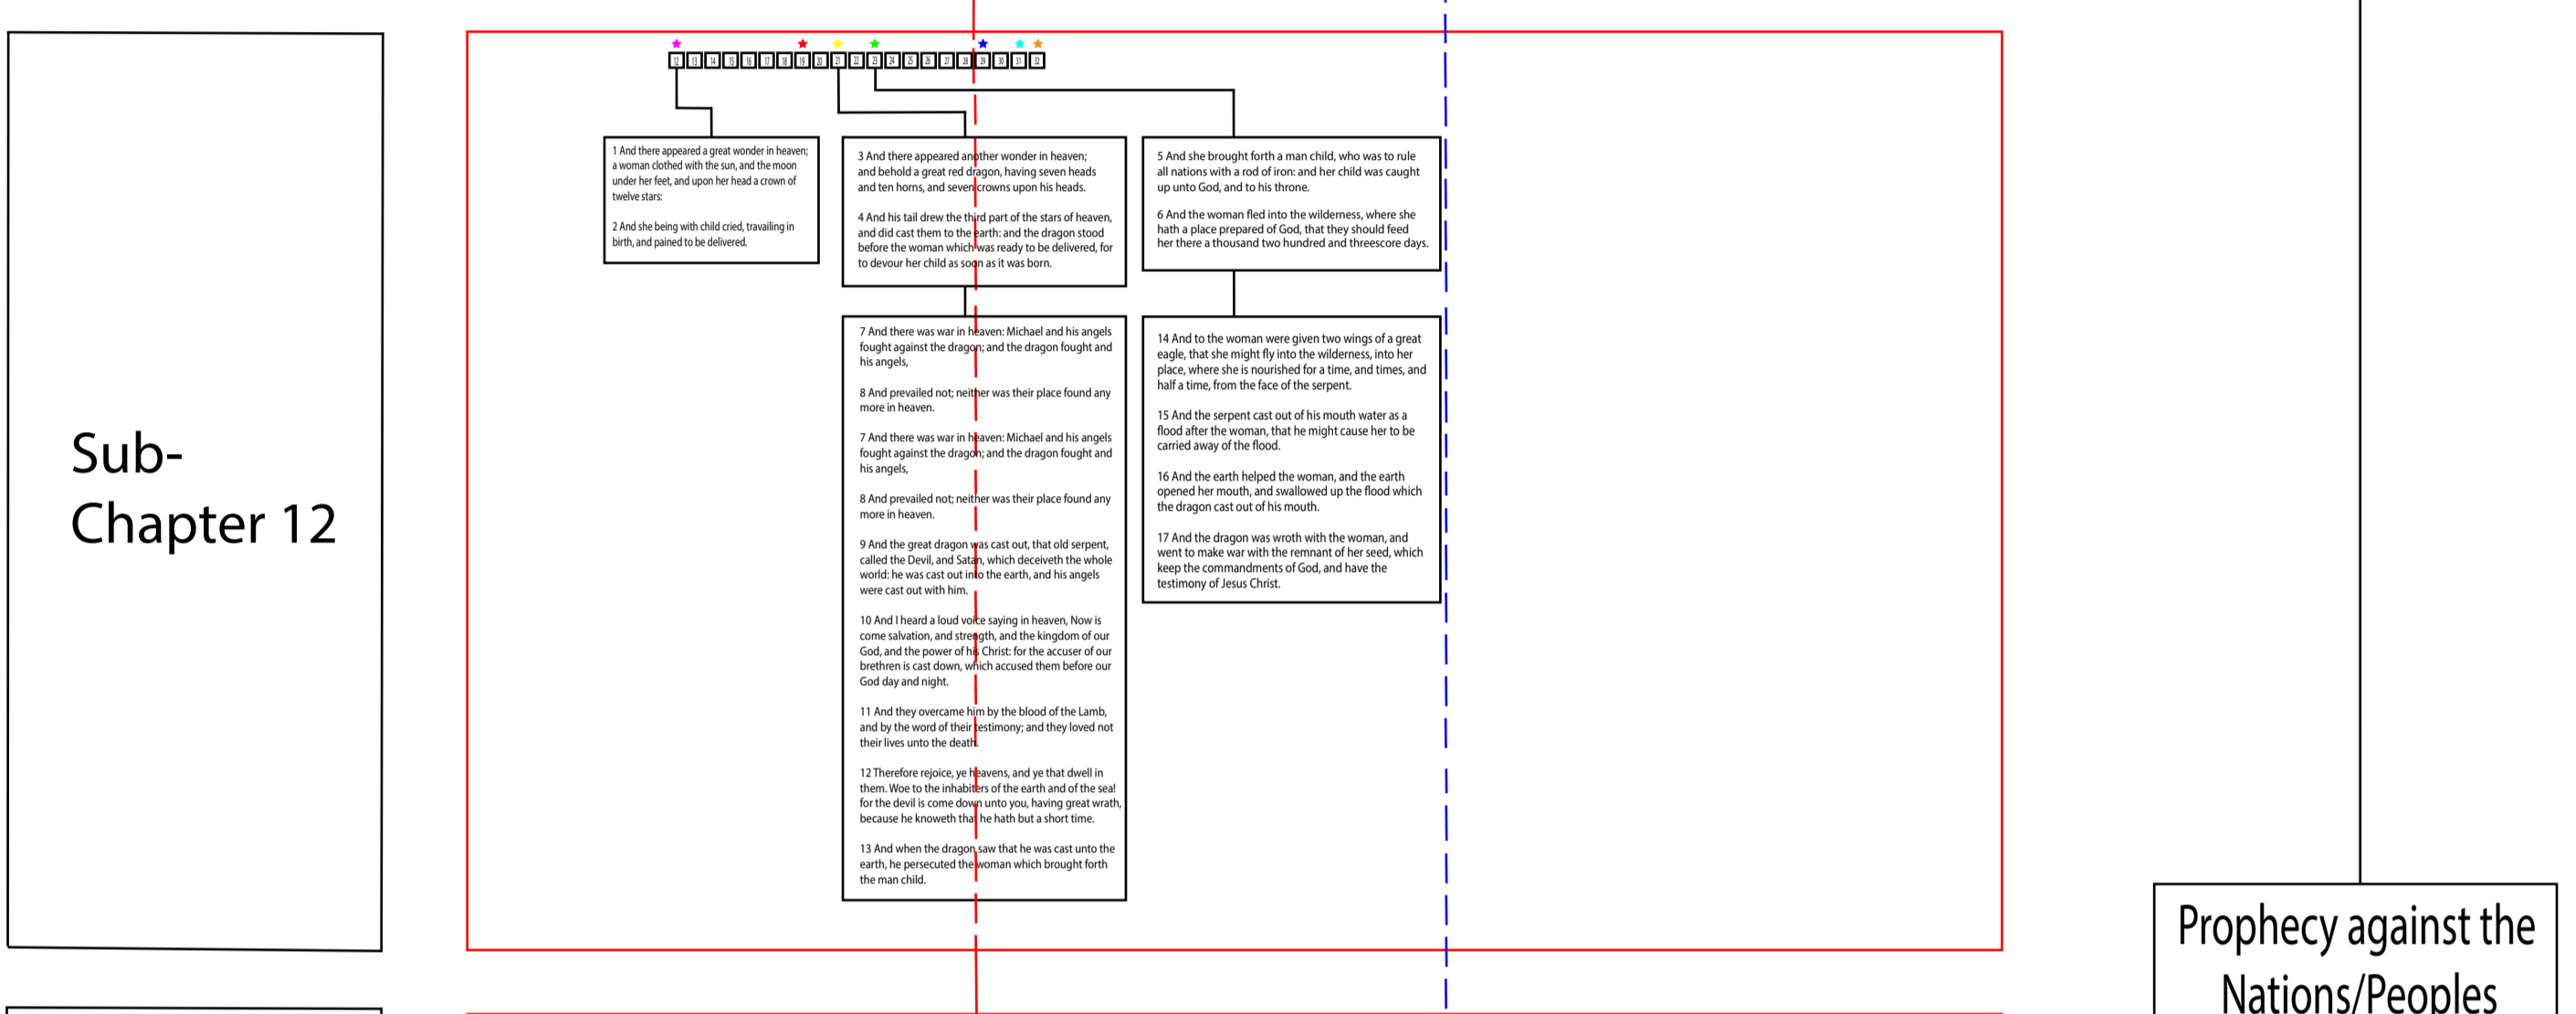 12 13 14 15 16 17 18 19 20 21 22 23 24 25 26 27 28 29 30 31 32
Sub-
Chapter 12
1 And there appeared a great wonder in heaven;
a woman clothed with the sun, and the moon
under her feet, and upon her head a crown of
twelve stars:
2 And she being with child cried, travailing in
birth, and pained to be delivered.
3 And there appeared another wonder in heaven;
and behold a great red dragon, having seven heads
and ten horns, and seven crowns upon his heads.
4 And his tail drew the third part of the stars of heaven,
and did cast them to the earth: and the dragon stood
before the woman which was ready to be delivered, for
to devour her child as soon as it was born.
7 And there was war in heaven: Michael and his angels
fought against the dragon; and the dragon fought and
his angels,
8 And prevailed not; neither was their place found any
more in heaven.
7 And there was war in heaven: Michael and his angels
fought against the dragon; and the dragon fought and
his angels,
8 And prevailed not; neither was their place found any
more in heaven.
9 And the great dragon was cast out, that old serpent,
called the Devil, and Satan, which deceiveth the whole
world: he was cast out into the earth, and his angels
were cast out with him.
10 And I heard a loud voice saying in heaven, Now is
come salvation, and strength, and the kingdom of our
God, and the power of his Christ: for the accuser of our
brethren is cast down, which accused them before our
God day and night.
11 And they overcame him by the blood of the Lamb,
and by the word of their testimony; and they loved not
their lives unto the death.
12 Therefore rejoice, ye heavens, and ye that dwell in
them. Woe to the inhabiters of the earth and of the sea!
for the devil is come down unto you, having great wrath,
because he knoweth that he hath but a short time.
13 And when the dragon saw that he was cast unto the
earth, he persecuted the woman which brought forth
the man child.
5 And she brought forth a man child, who was to rule
all nations with a rod of iron: and her child was caught
up unto God, and to his throne.
6 And the woman fled into the wilderness, where she
hath a place prepared of God, that they should feed
her there a thousand two hundred and threescore days.
14 And to the woman were given two wings of a great
eagle, that she might fly into the wilderness, into her
place, where she is nourished for a time, and times, and
half a time, from the face of the serpent.
15 And the serpent cast out of his mouth water as a
flood after the woman, that he might cause her to be
carried away of the flood.
16 And the earth helped the woman, and the earth
opened her mouth, and swallowed up the flood which
the dragon cast out of his mouth.
17 And the dragon was wroth with the woman, and
went to make war with the remnant of her seed, which
keep the commandments of God, and have the
testimony of Jesus Christ.
Prophecy against the
Nations/Peoples